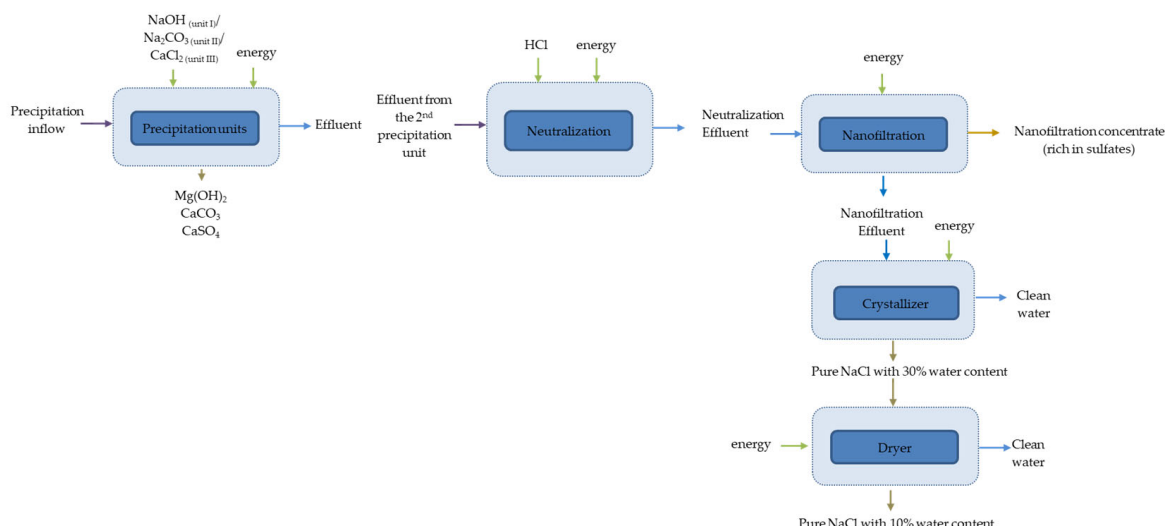 NaOH (unit I)/
Na₂CO₃ (unit II)/
CaCl₂ (unit III)
energy
Precipitation
inflow
Precipitation units
Effluent
Mg(OH)₂
CaCO₃
CaSO₄
HCl
energy
Effluent from
the 2nd
precipitation
unit
Neutralization
Neutralization
Effluent
energy
Nanofiltration
Nanofiltration concentrate
(rich in sulfates)
Nanofiltration
Effluent
energy
Crystallizer
Clean
water
Pure NaCl with 30% water content
energy
Dryer
Clean
water
Pure NaCl with 10% water content